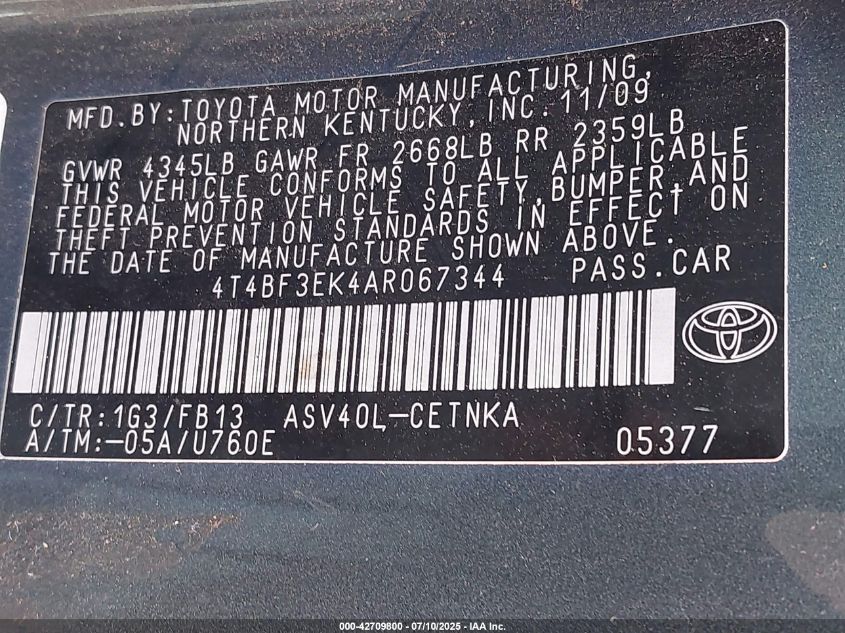 MFD.BY:TOYOTA MOTOR MANUFACTURING,
NORTHERN KENTUCKY,INC.11/09
GVWR 4345LB GAWR FR 2668LB RR 2359LB
THIS VEHICLE CONFORMS TO ALL APPLICABLE
FEDERAL MOTOR VEHICLE SAFETY,BUMPER,AND
THEFT PREVENTION STANDARDS IN EFFECT ON
THE DATE OF MANUFACTURE SHOWN ABOVE.
4T4BF3EK4AR067344 PASS.CAR
C/TR:1G3/FB13 ASV40L-CETNKA
A/TM:-05A/U760E 05377
000-42709800 - 07/10/2025 - IAA Inc.